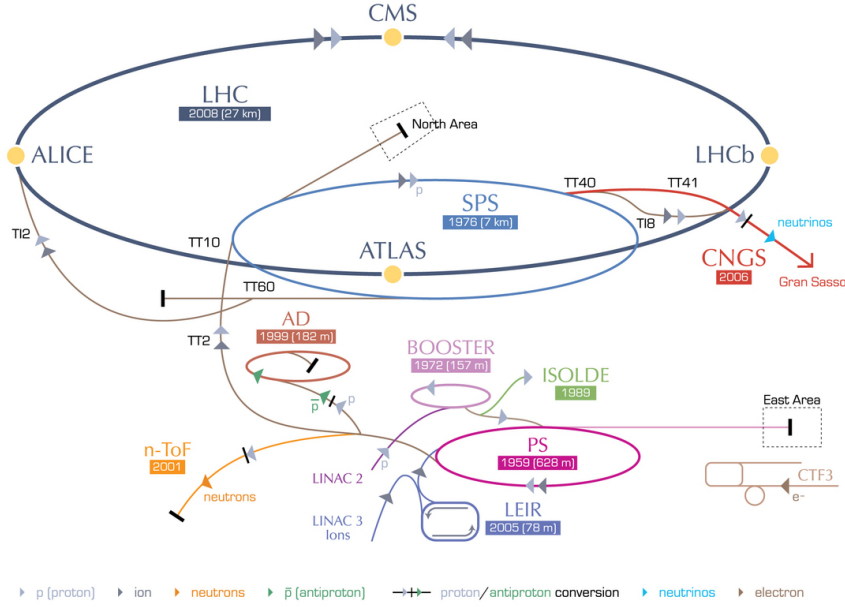 CMS
LHC
2008 (27 km)
North Area
ALICE
LHCb
TT40
TT41
p
SPS
1976 (7 km)
TI8
neutrinos
TI2
TT10
ATLAS
CNGS
2006
Gran Sasso
TT60
AD
1999 (182 m)
TT2
BOOSTER
1972 (157 m)
ISOLDE
1989
p
p̅
East Area
n-ToF
2001
PS
1959 (628 m)
p
neutrons
LINAC 2
CTF3
e-
LEIR
2005 (78 m)
LINAC 3
Ions
p (proton)
ion
neutrons
p̅ (antiproton)
proton/antiproton conversion
neutrinos
electron